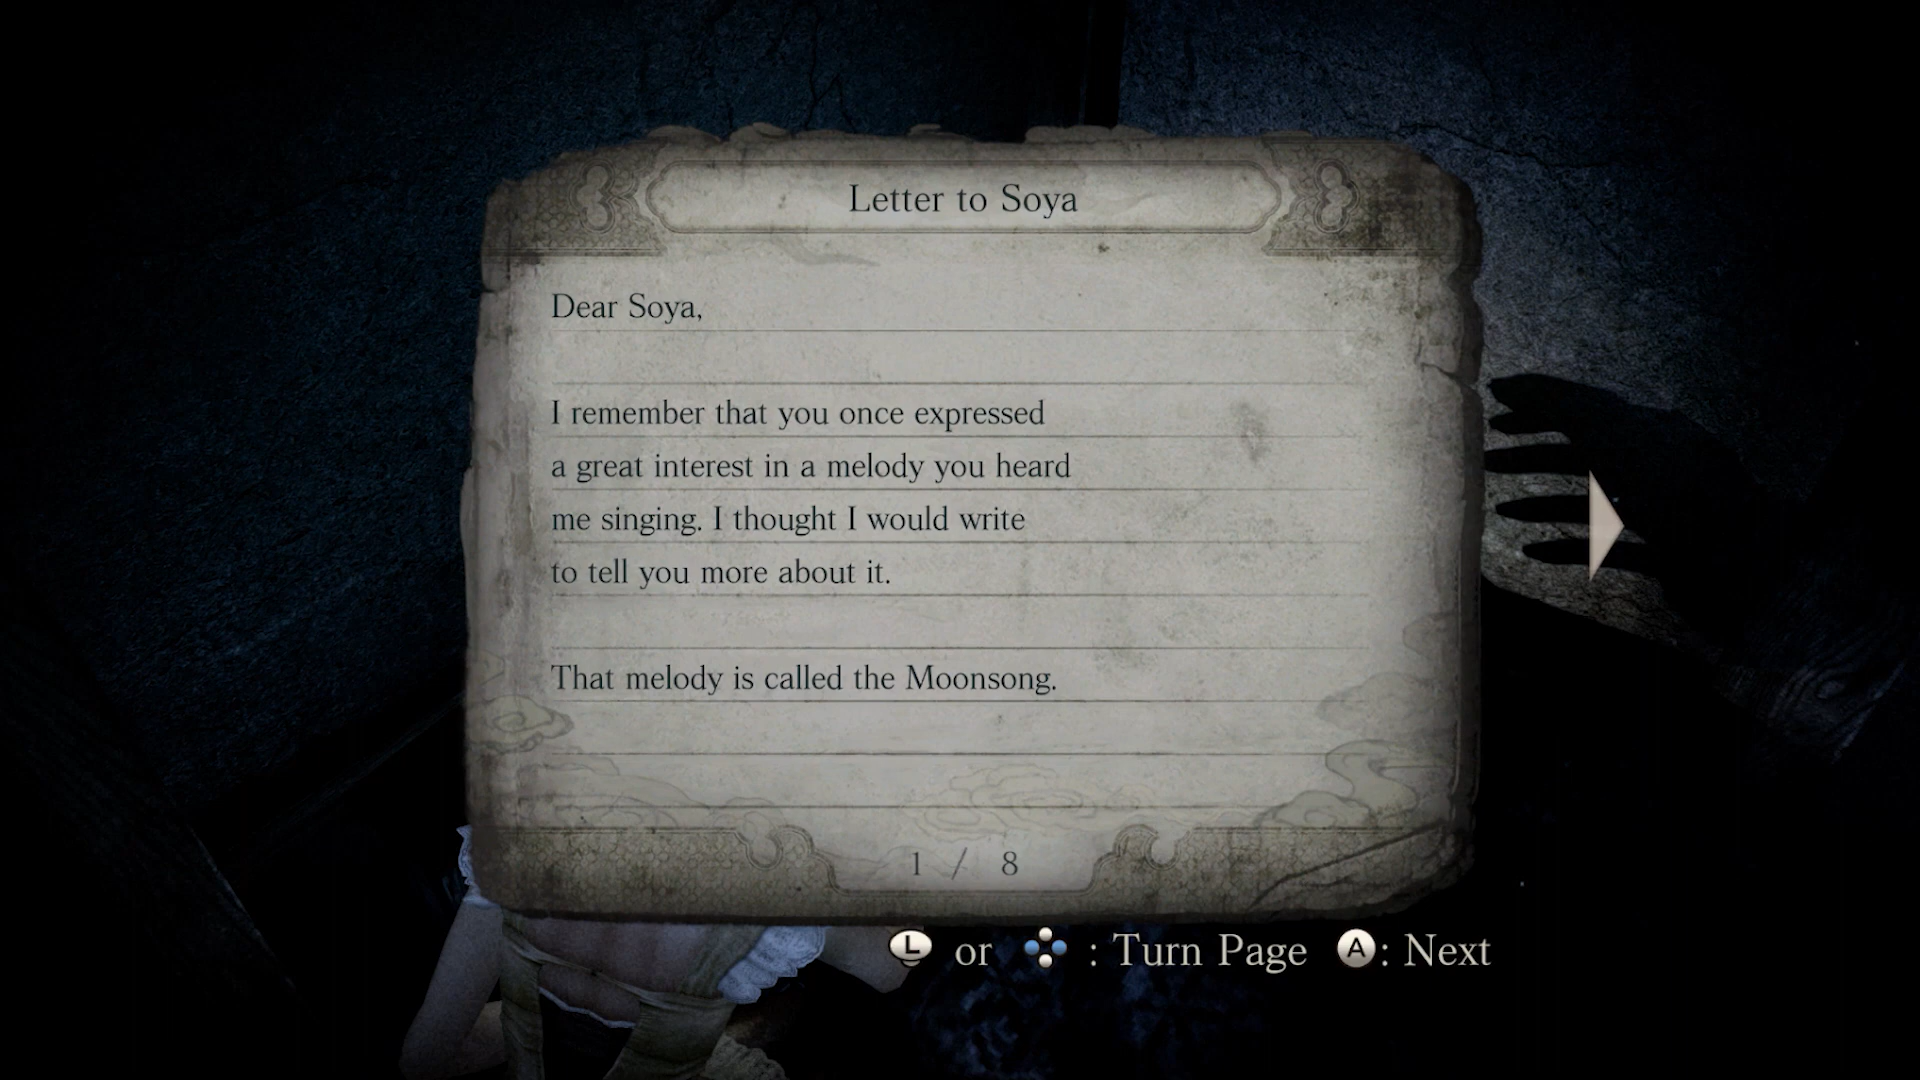 Letter to Soya
Dear Soya,
I remember that you once expressed
a great interest in a melody you heard
me singing. I thought I would write
to tell you more about it.
That melody is called the Moonsong.
1 / 8
L or : Turn Page A : Next